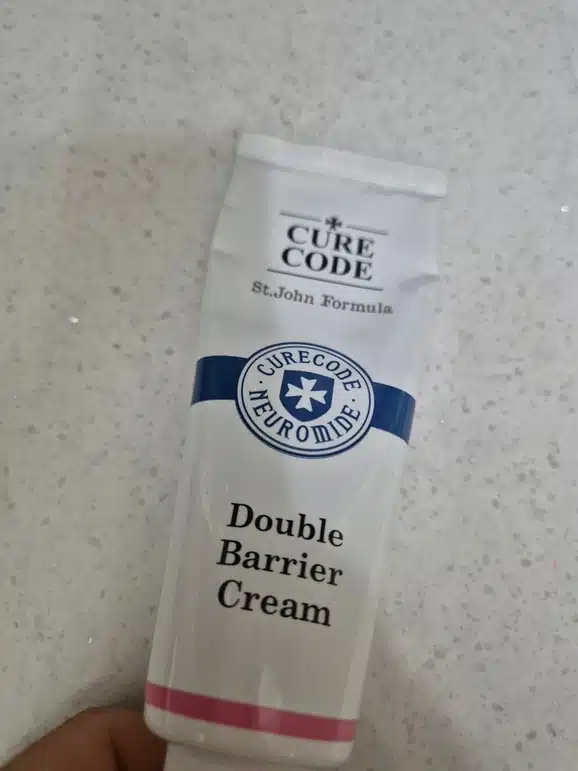 CURE
CODE
St.John Formula
· CURECODE ·
NEUROMIDE
Double
Barrier
Cream